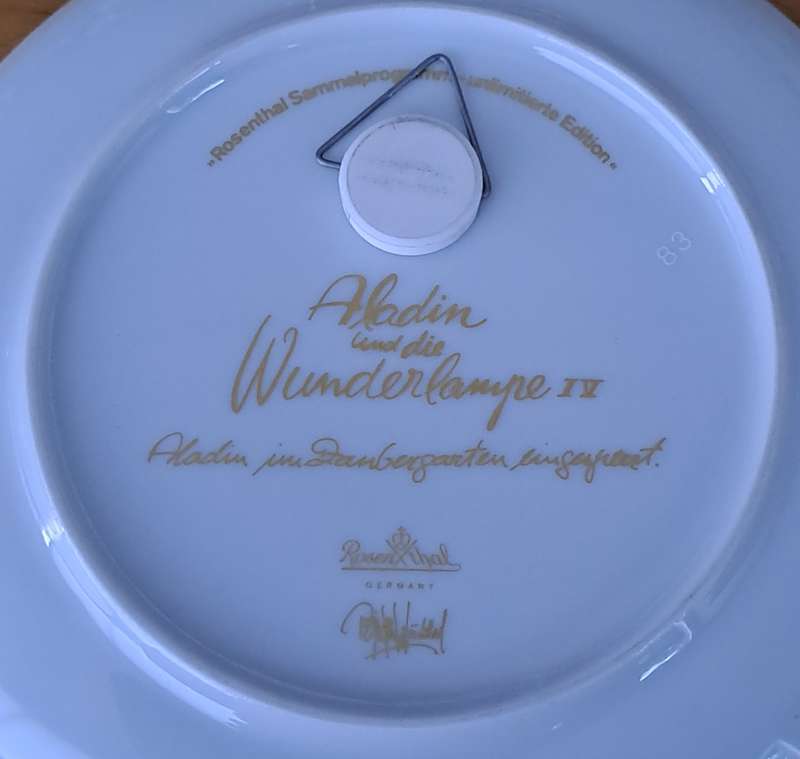 „Rosenthal Sammelprogramm - unlimitierte Edition“
83
Aladin
und die
Wunderlampe IV
Aladin im Zaubergarten eingesperrt.
Rosenthal
GERMANY